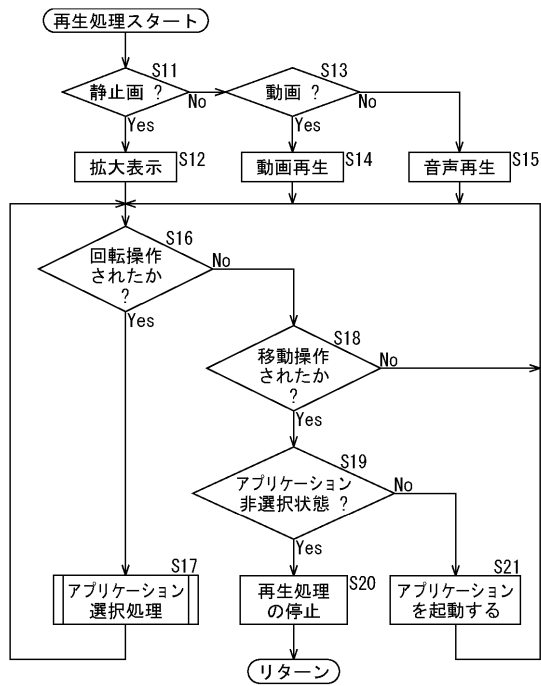 再生処理スタート
S11
静止画 ?
No
Yes
S13
動画 ?
No
Yes
S12
拡大表示
S14
動画再生
S15
音声再生
S16
回転操作
されたか
?
No
Yes
S18
移動操作
されたか
?
No
Yes
S19
アプリケーション
非選択状態 ?
No
Yes
S17
アプリケーション
選択処理
S20
再生処理
の停止
S21
アプリケーション
を起動する
リターン